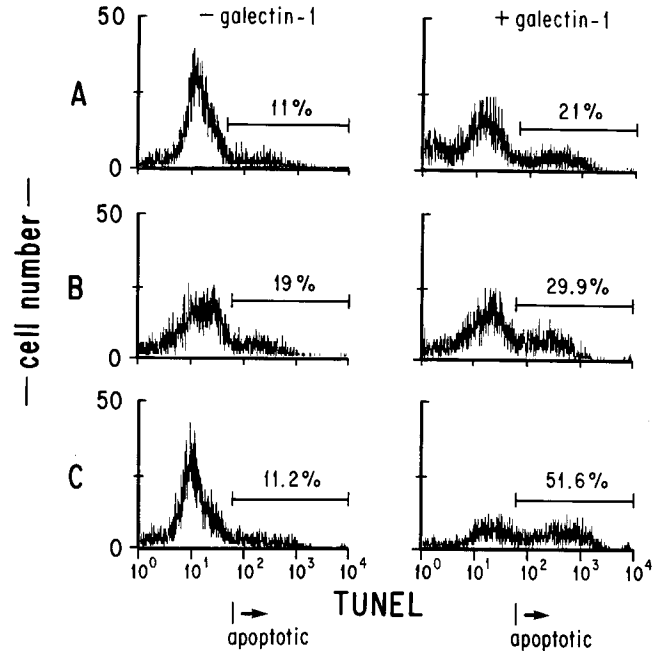 − galectin-1
+ galectin-1
A
50
0
11%
21%
B
50
0
19%
29.9%
C
50
0
11.2%
51.6%
— cell number —
10⁰ 10¹ 10² 10³ 10⁴
10⁰ 10¹ 10² 10³ 10⁴
TUNEL
apoptotic
apoptotic